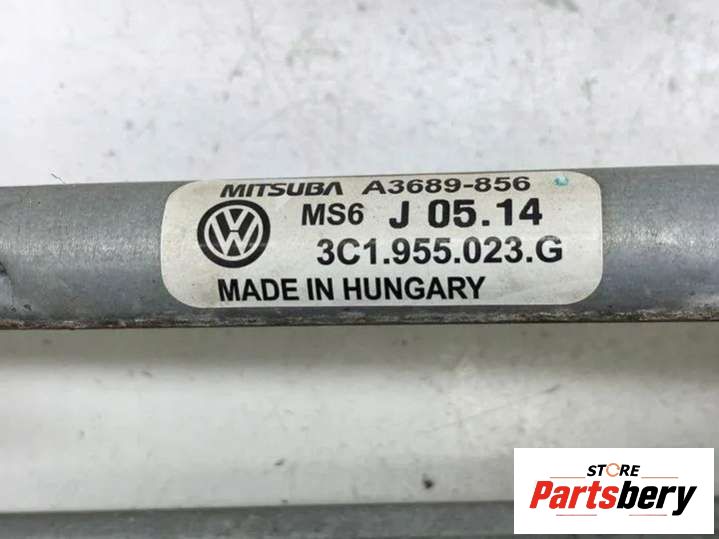 MITSUBA A3689-856
MS6 J 05.14
3C1.955.023.G
MADE IN HUNGARY
STORE
Partsbery